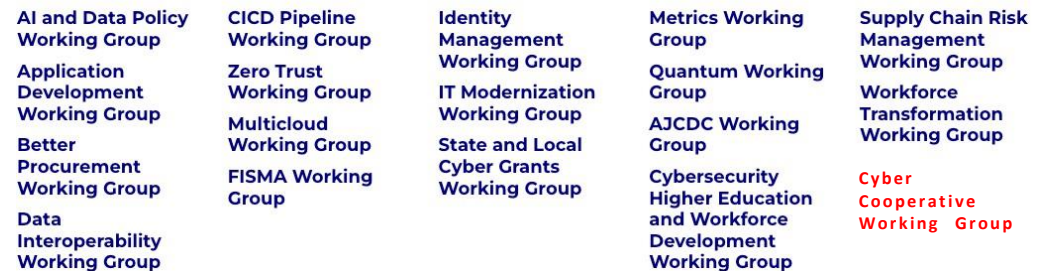 AI and Data Policy
Working Group
Application
Development
Working Group
Better
Procurement
Working Group
Data
Interoperability
Working Group
CICD Pipeline
Working Group
Zero Trust
Working Group
Multicloud
Working Group
FISMA Working
Group
Identity
Management
Working Group
IT Modernization
Working Group
State and Local
Cyber Grants
Working Group
Metrics Working
Group
Quantum Working
Group
AJCDC Working
Group
Cybersecurity
Higher Education
and Workforce
Development
Working Group
Supply Chain Risk
Management
Working Group
Workforce
Transformation
Working Group
Cyber
Cooperative
Working Group